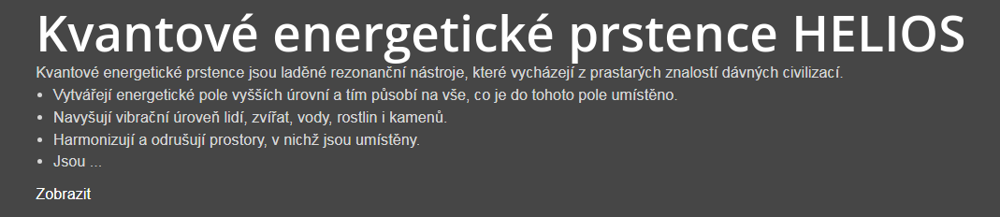 Kvantové energetické prstence HELIOS
Kvantové energetické prstence jsou laděné rezonanční nástroje, které vycházejí z prastarých znalostí dávných civilizací.
• Vytvářejí energetické pole vyšších úrovní a tím působí na vše, co je do tohoto pole umístěno.
• Navyšují vibrační úroveň lidí, zvířat, vody, rostlin i kamenů.
• Harmonizují a odrušují prostory, v nichž jsou umístěny.
• Jsou ...
Zobrazit